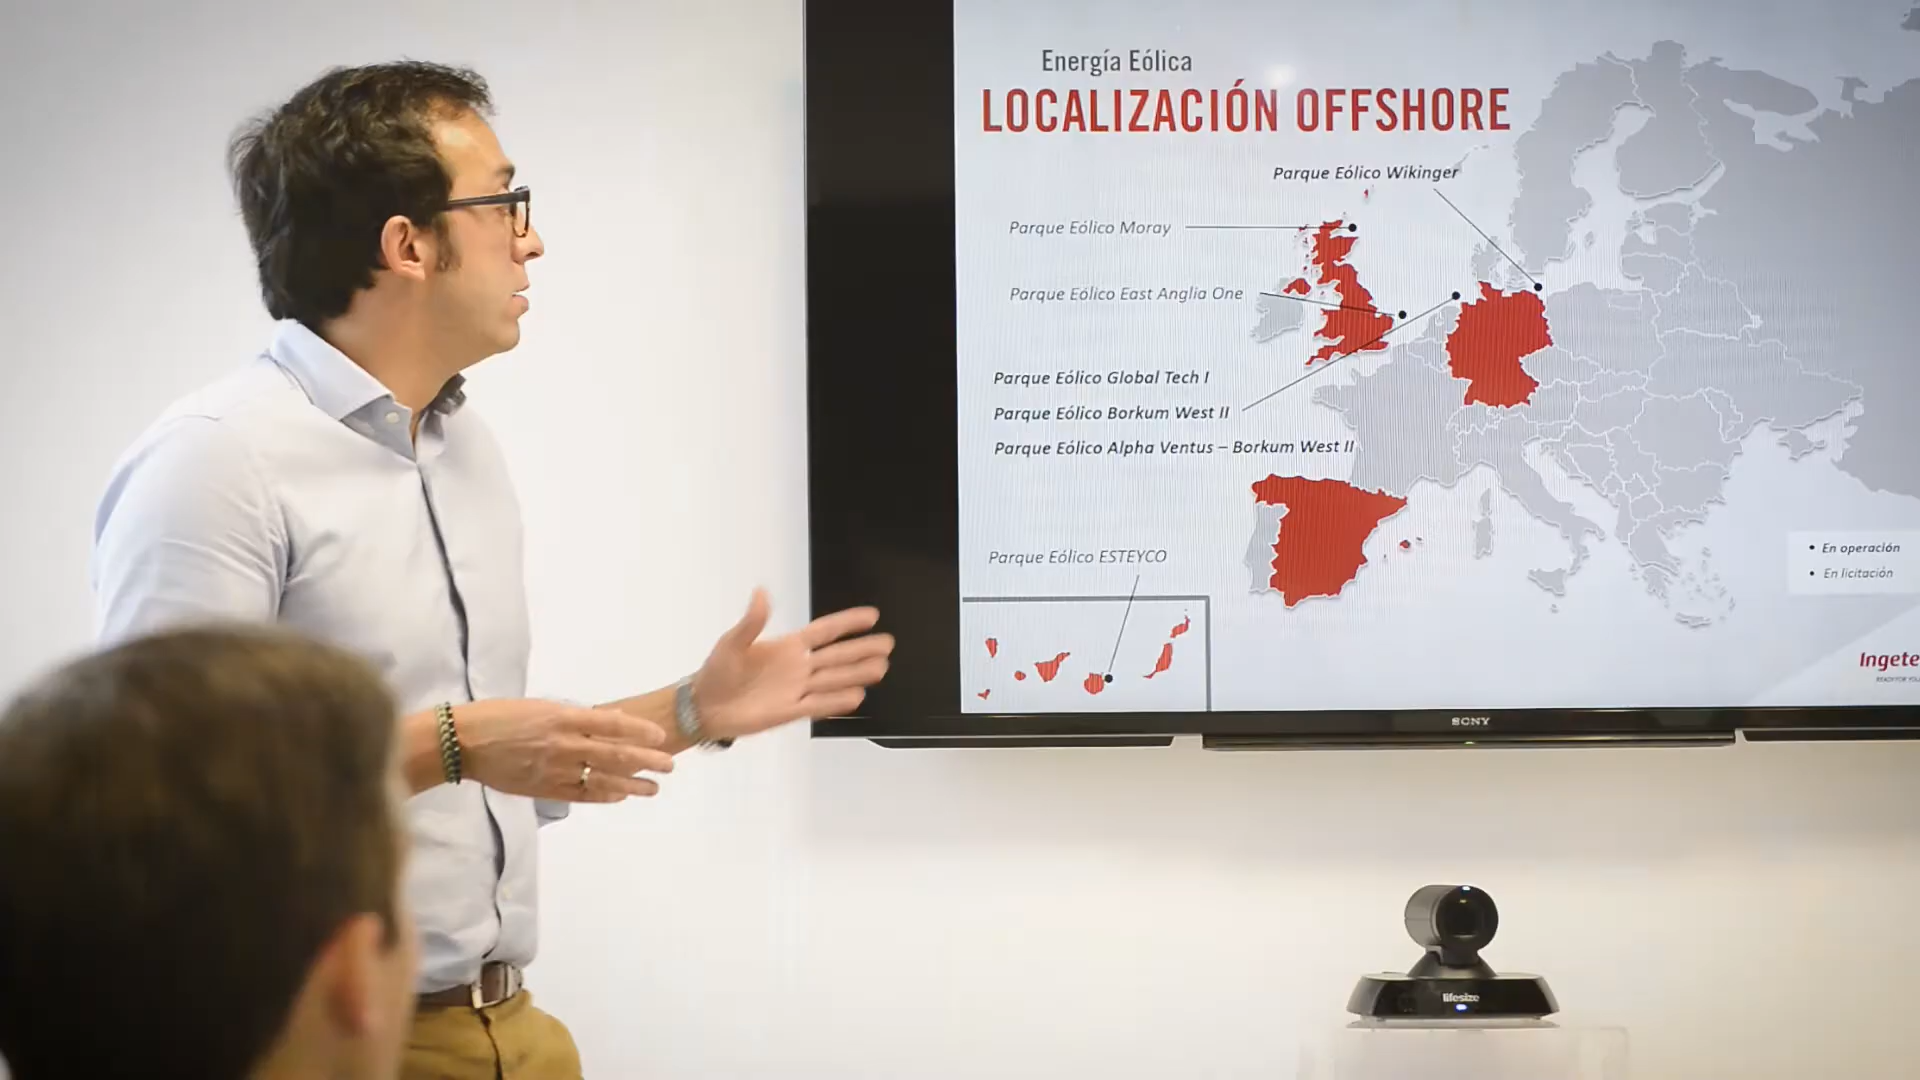 Energía Eólica
LOCALIZACIÓN OFFSHORE
Parque Eólico Wikinger
Parque Eólico Moray
Parque Eólico East Anglia One
Parque Eólico Global Tech I
Parque Eólico Borkum West II
Parque Eólico Alpha Ventus – Borkum West II
Parque Eólico ESTEYCO
• En operación
• En licitación
Ingete
SONY
lifesize